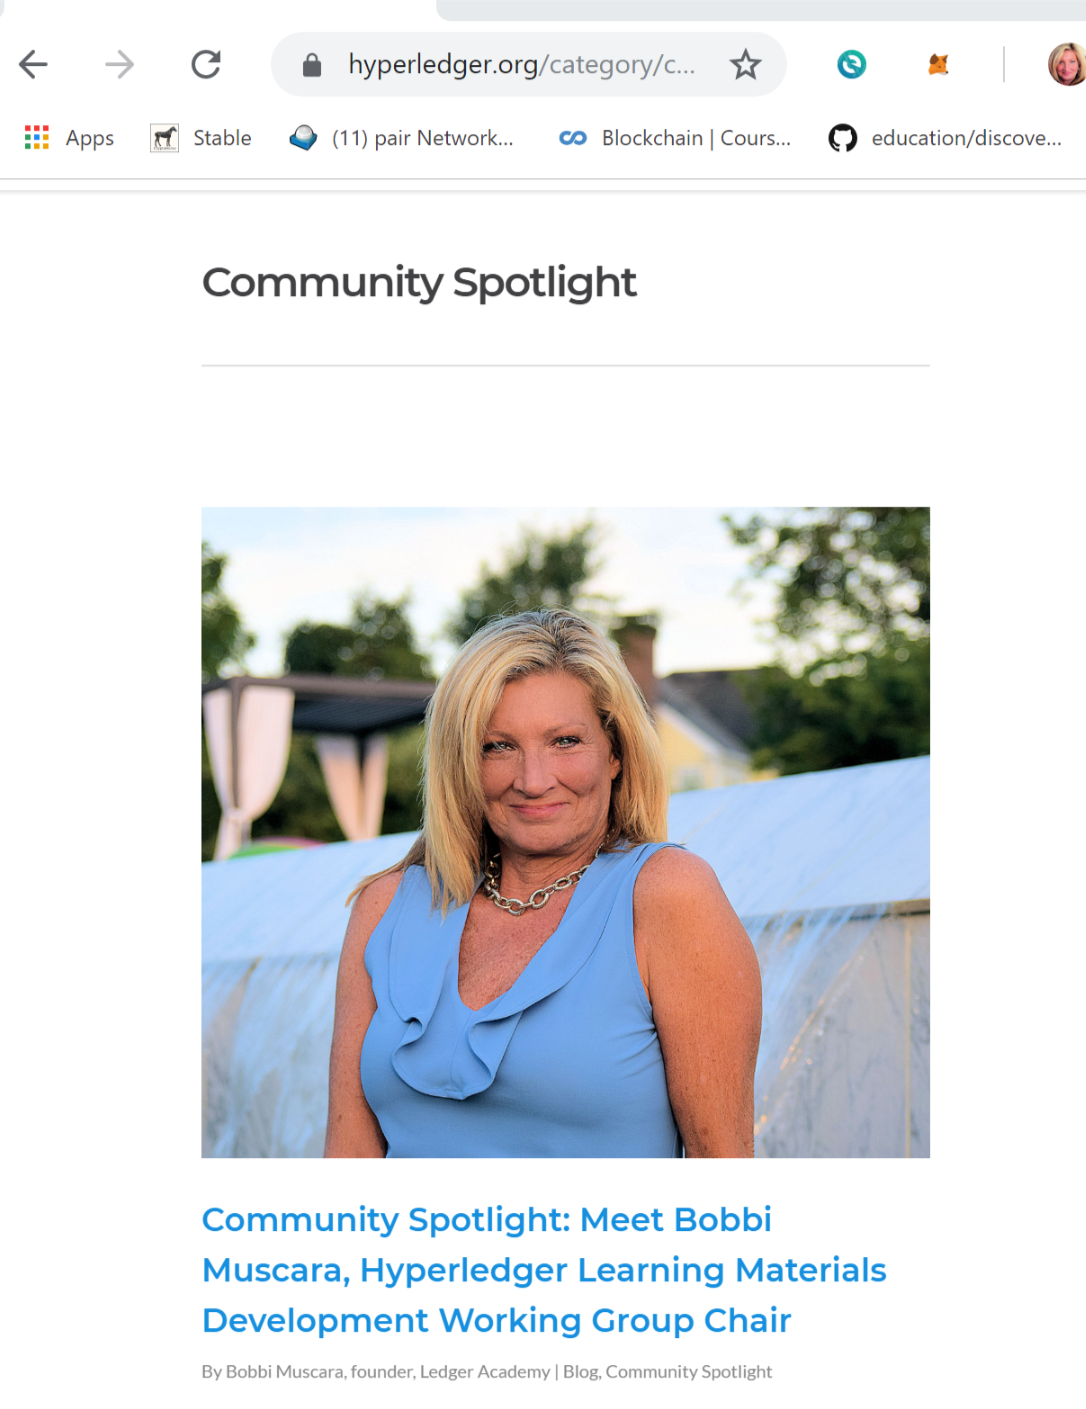 hyperledger.org/category/c...
Apps Stable (11) pair Network... Blockchain | Cours... education/discove...
Community Spotlight
Community Spotlight: Meet Bobbi
Muscara, Hyperledger Learning Materials
Development Working Group Chair
By Bobbi Muscara, founder, Ledger Academy | Blog, Community Spotlight